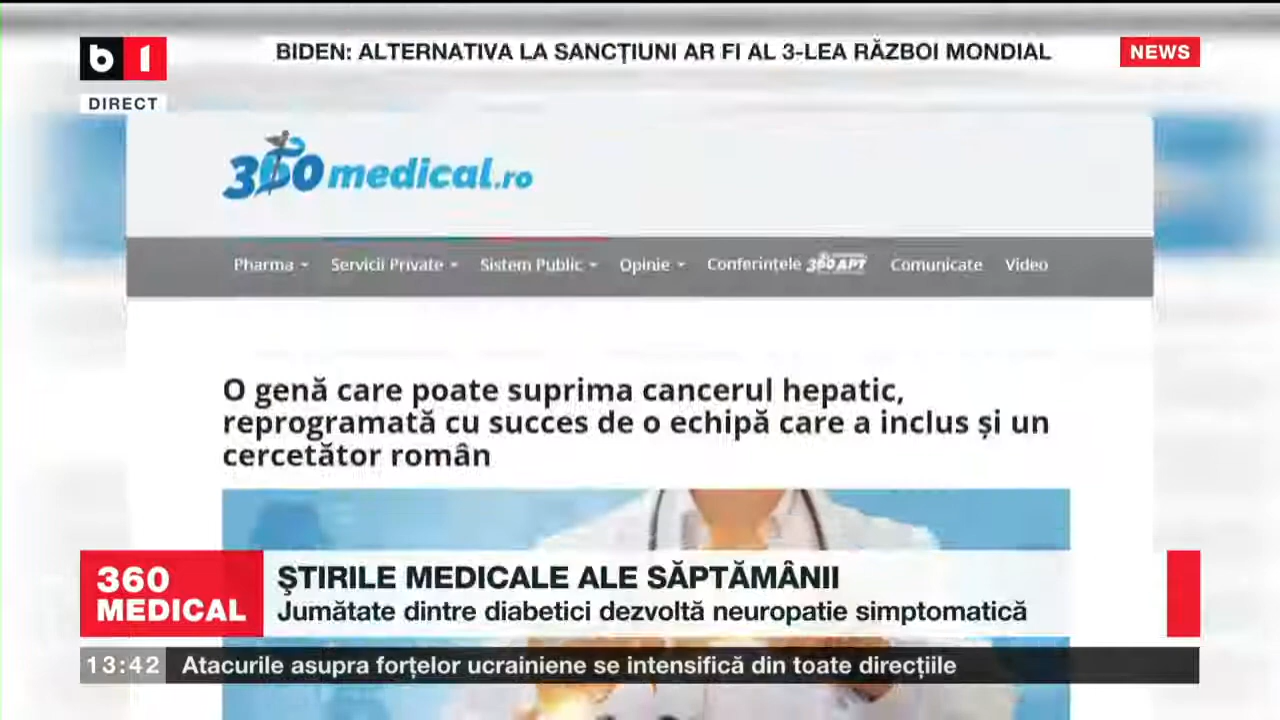 b1
BIDEN: ALTERNATIVA LA SANCȚIUNI AR FI AL 3-LEA RĂZBOI MONDIAL
NEWS
DIRECT
360medical.ro
Pharma
Servicii Private
Sistem Public
Opinie
Conferințele 360 APT
Comunicate
Video
O genă care poate suprima cancerul hepatic,
reprogramată cu succes de o echipă care a inclus și un
cercetător român
360
MEDICAL
ŞTIRILE MEDICALE ALE SĂPTĂMÂNII
Jumătate dintre diabetici dezvoltă neuropatie simptomatică
13:42
Atacurile asupra forțelor ucrainiene se intensifică din toate direcțiile